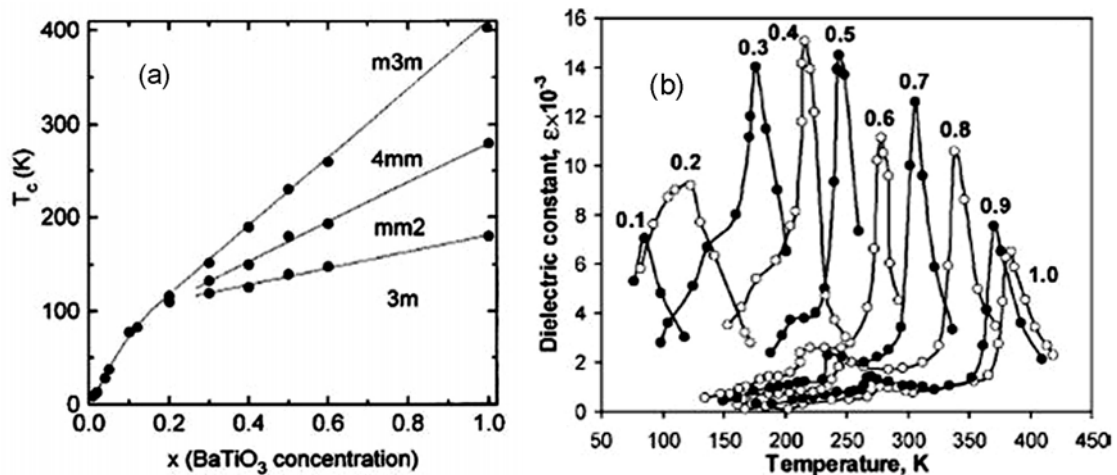 (a)
T_c (K)
400
300
200
100
0
m3m
4mm
mm2
3m
0.0 0.2 0.4 0.6 0.8 1.0
x (BaTiO₃ concentration)
(b)
Dielectric constant, ε×10⁻³
16
14
12
10
8
6
4
2
0
0.1
0.2
0.3
0.4
0.5
0.6
0.7
0.8
0.9
1.0
50 100 150 200 250 300 350 400 450
Temperature, K